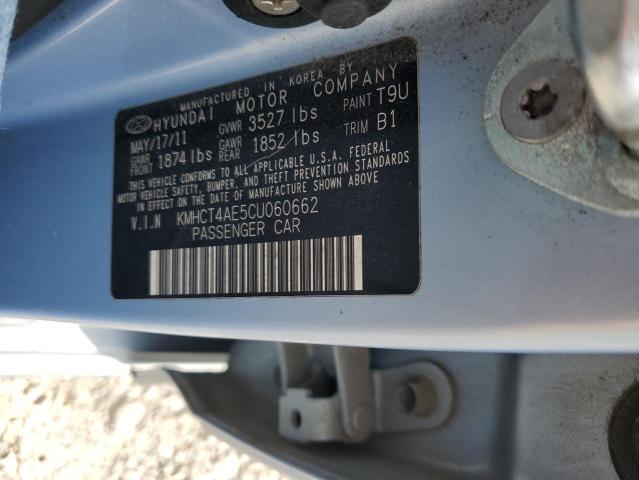 MANUFACTURED IN KOREA BY
HYUNDAI MOTOR COMPANY
MAY/17/11 GVWR 3527 lbs PAINT T9U
GAWR FRONT 1874 lbs GAWR REAR 1852 lbs TRIM B1
THIS VEHICLE CONFORMS TO ALL APPLICABLE U.S.A. FEDERAL
MOTOR VEHICLE SAFETY, BUMPER, AND THEFT PREVENTION STANDARDS
IN EFFECT ON THE DATE OF MANUFACTURE SHOWN ABOVE.
V.I.N KMHCT4AE5CU060662
PASSENGER CAR